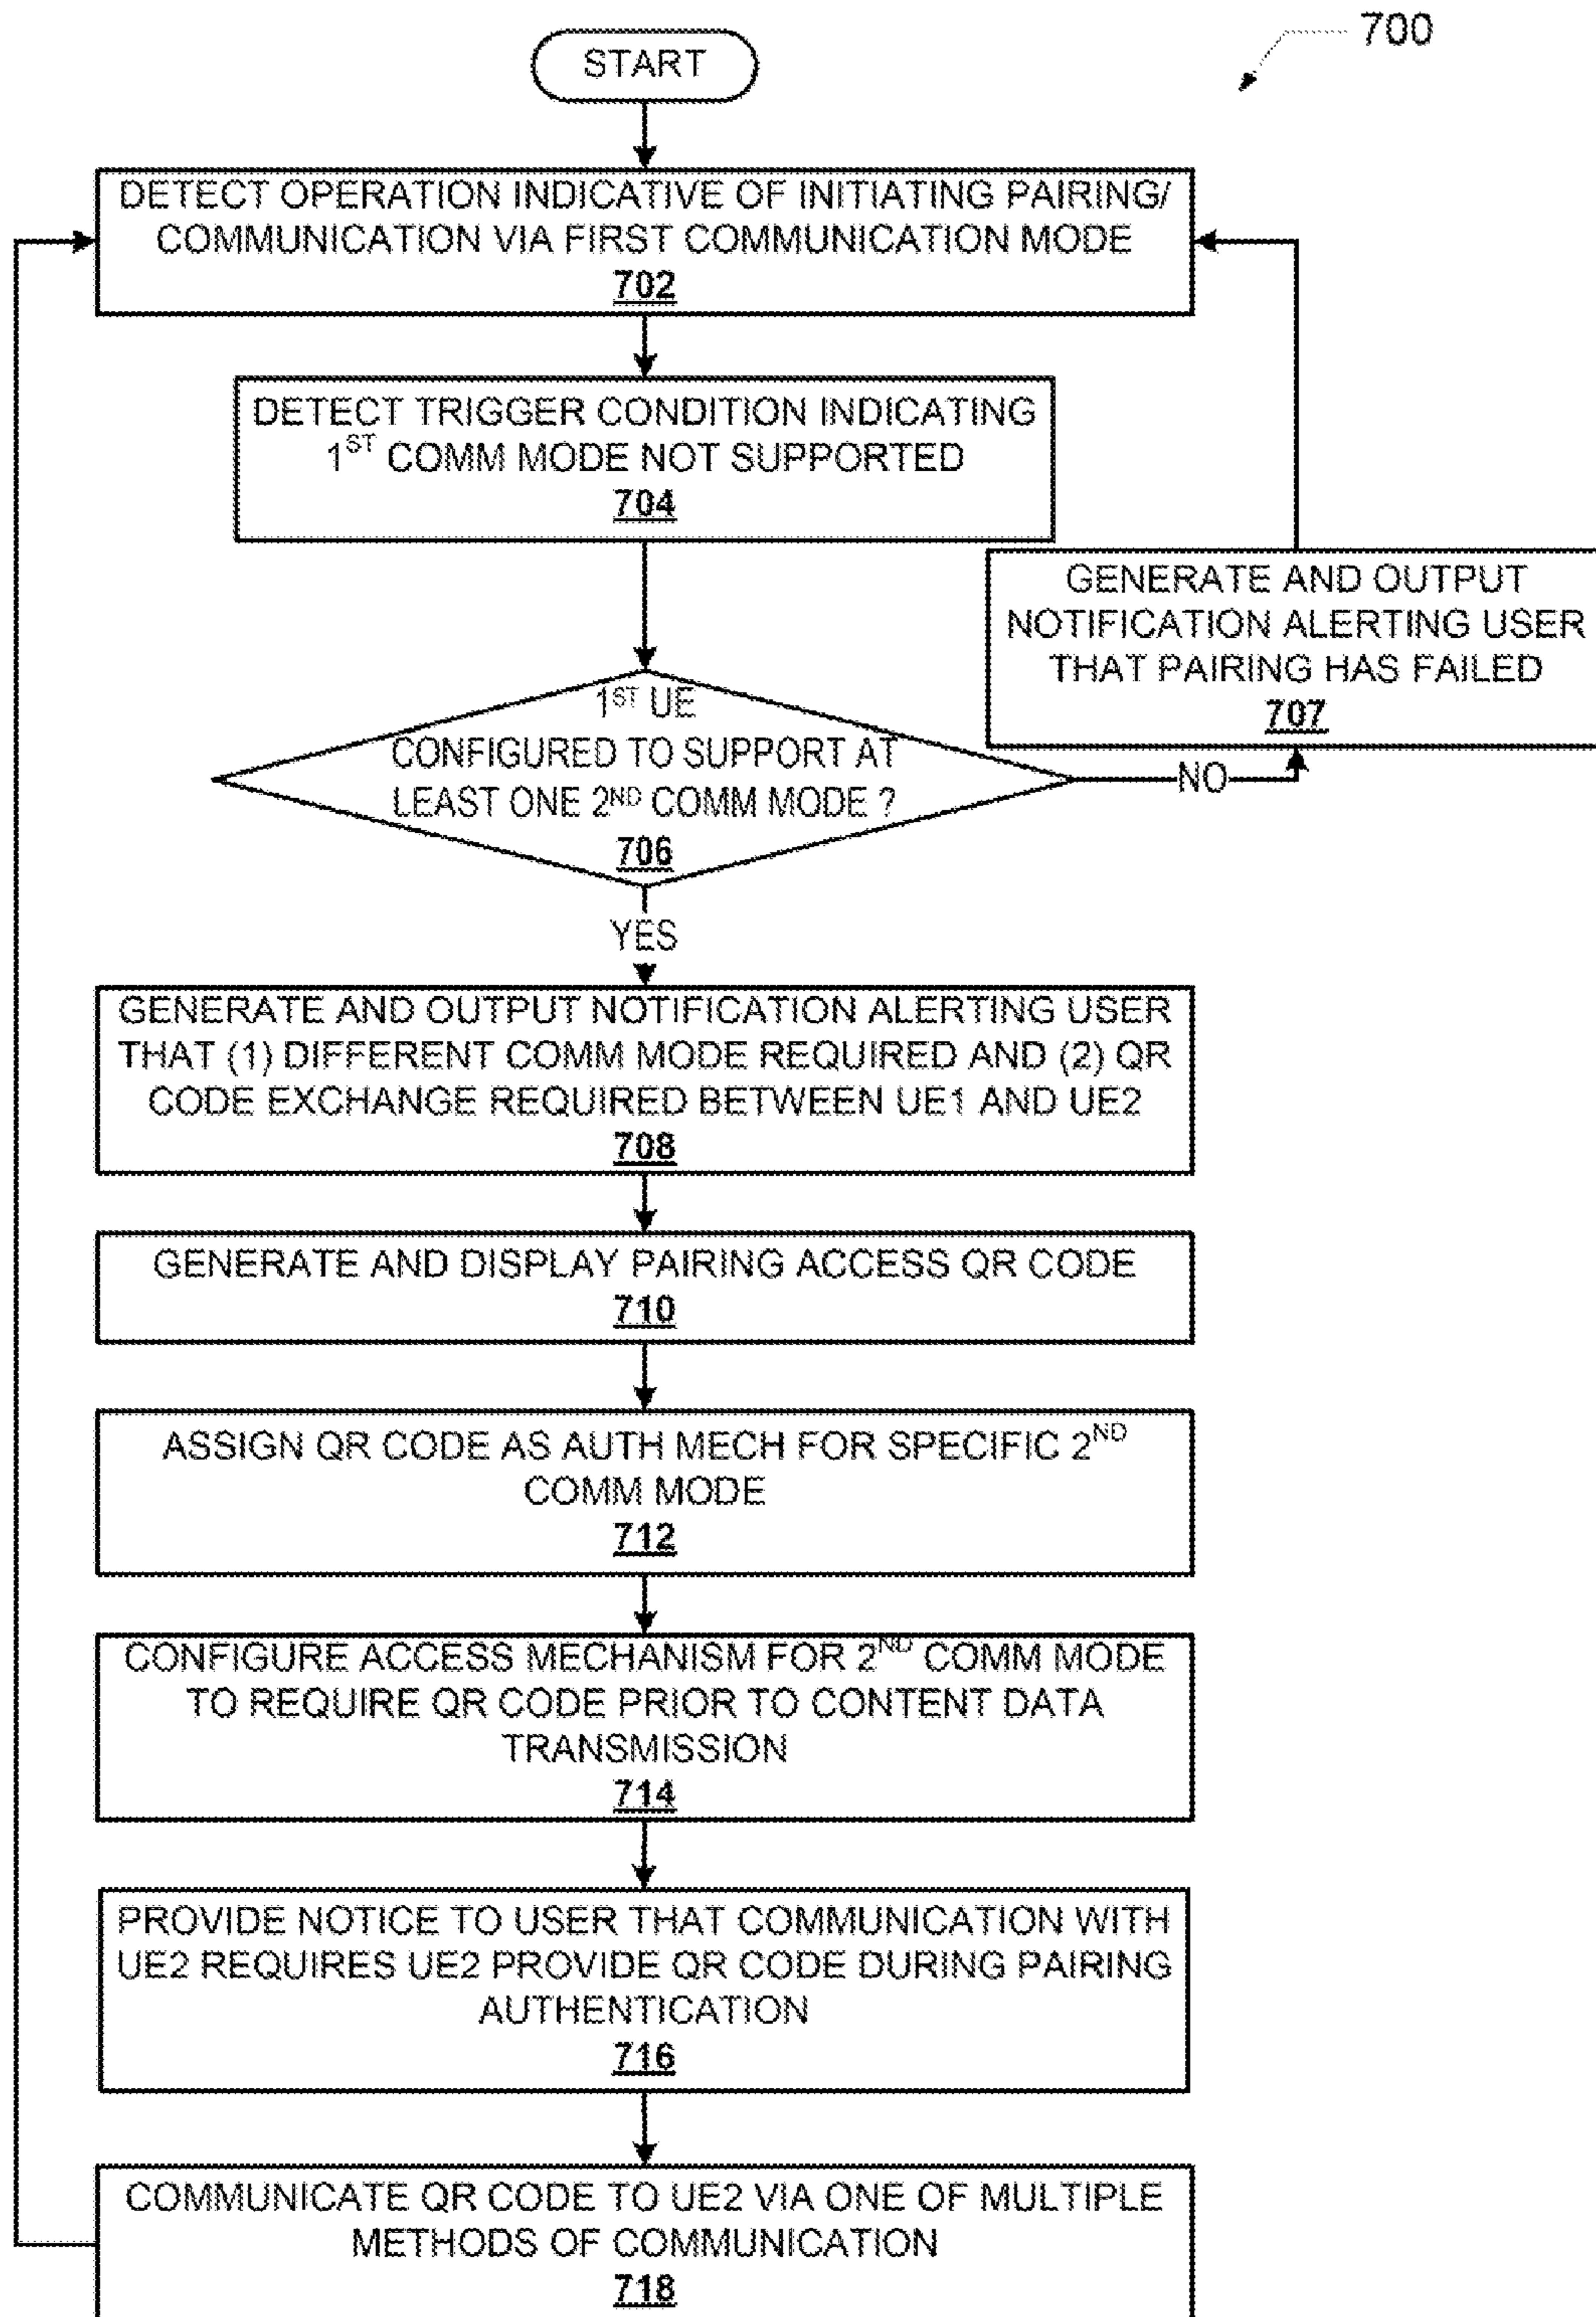 700
START
DETECT OPERATION INDICATIVE OF INITIATING PAIRING/
COMMUNICATION VIA FIRST COMMUNICATION MODE
702
DETECT TRIGGER CONDITION INDICATING
1ST COMM MODE NOT SUPPORTED
704
GENERATE AND OUTPUT
NOTIFICATION ALERTING USER
THAT PAIRING HAS FAILED
707
1ST UE
CONFIGURED TO SUPPORT AT
LEAST ONE 2ND COMM MODE ?
706
NO
YES
GENERATE AND OUTPUT NOTIFICATION ALERTING USER
THAT (1) DIFFERENT COMM MODE REQUIRED AND (2) QR
CODE EXCHANGE REQUIRED BETWEEN UE1 AND UE2
708
GENERATE AND DISPLAY PAIRING ACCESS QR CODE
710
ASSIGN QR CODE AS AUTH MECH FOR SPECIFIC 2ND
COMM MODE
712
CONFIGURE ACCESS MECHANISM FOR 2ND COMM MODE
TO REQUIRE QR CODE PRIOR TO CONTENT DATA
TRANSMISSION
714
PROVIDE NOTICE TO USER THAT COMMUNICATION WITH
UE2 REQUIRES UE2 PROVIDE QR CODE DURING PAIRING
AUTHENTICATION
716
COMMUNICATE QR CODE TO UE2 VIA ONE OF MULTIPLE
METHODS OF COMMUNICATION
718